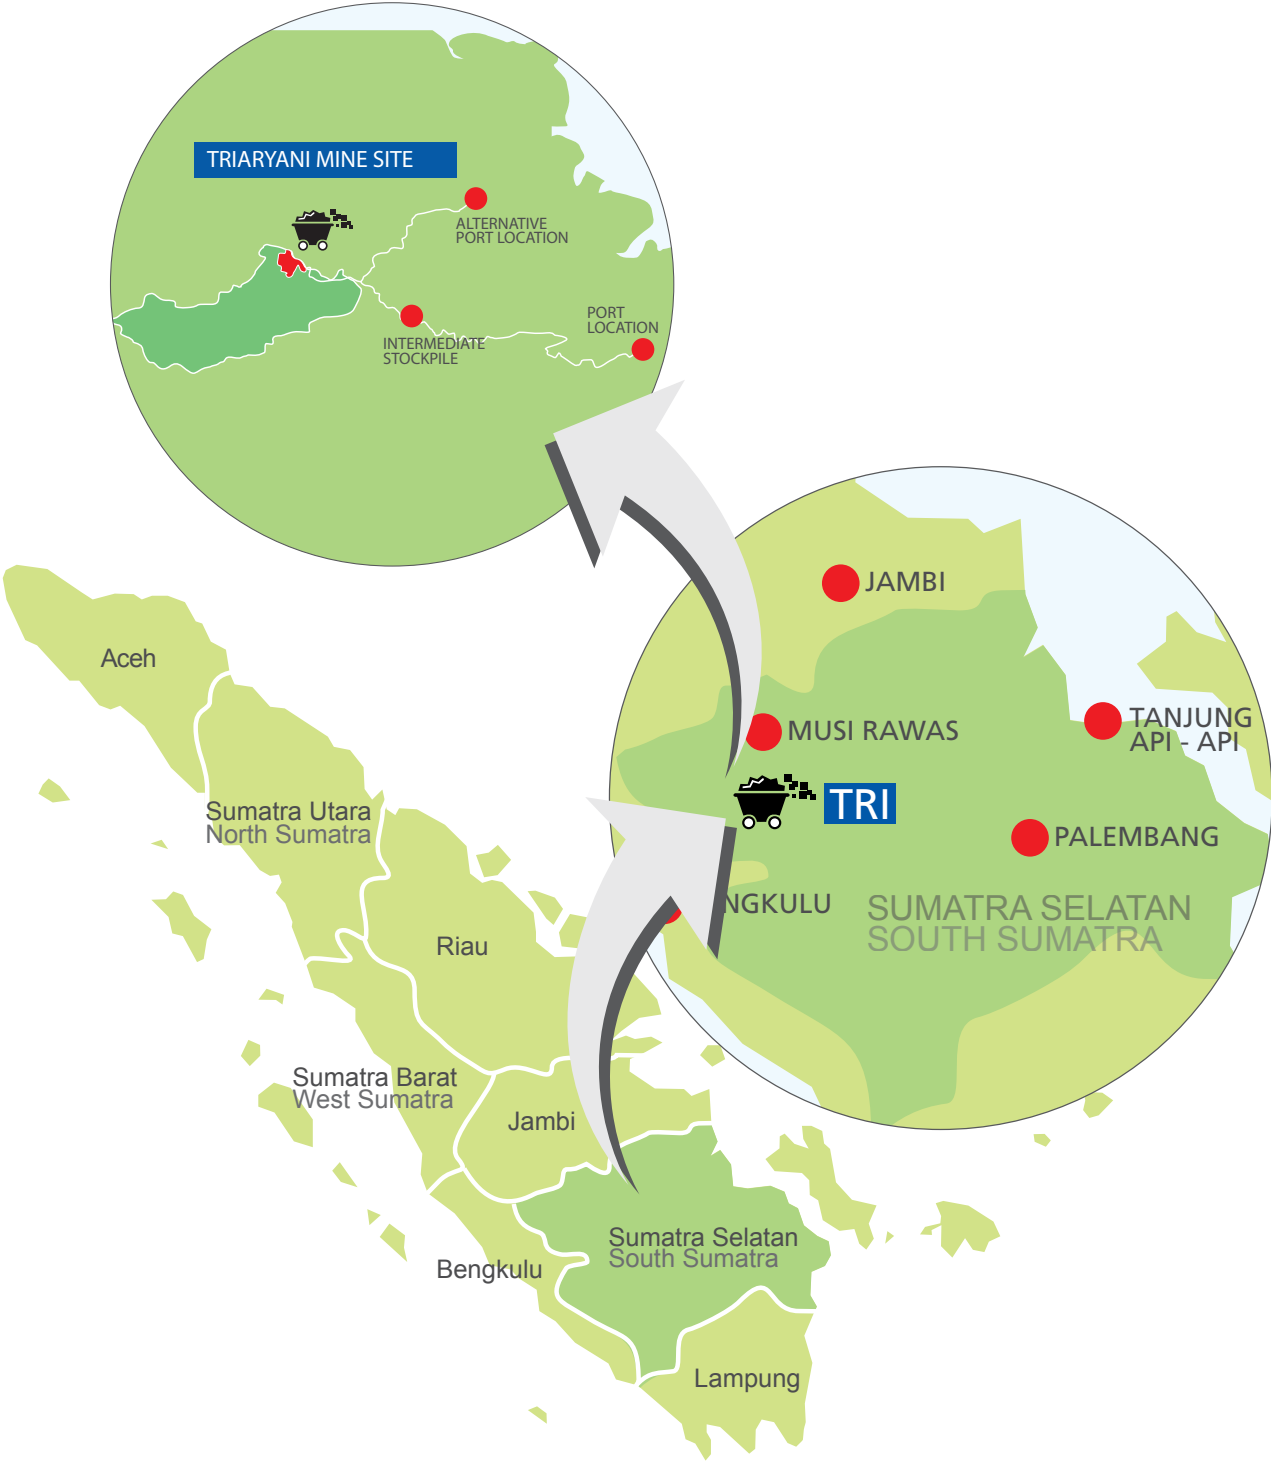 TRIARYANI MINE SITE
ALTERNATIVE
PORT LOCATION
PORT
LOCATION
INTERMEDIATE
STOCKPILE
JAMBI
MUSI RAWAS
TANJUNG
API - API
TRI
PALEMBANG
NGKULU
SUMATRA SELATAN
SOUTH SUMATRA
Aceh
Sumatra Utara
North Sumatra
Riau
Sumatra Barat
West Sumatra
Jambi
Sumatra Selatan
South Sumatra
Bengkulu
Lampung